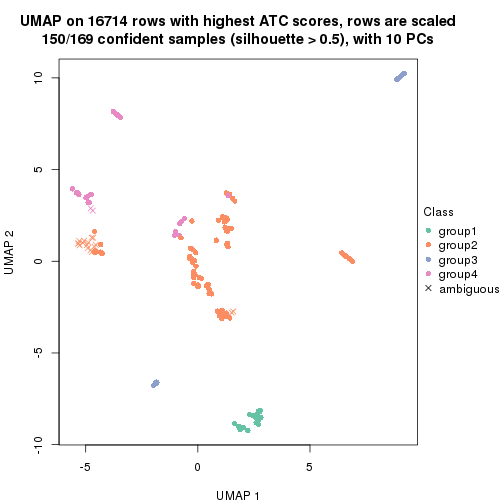 UMAP on 16714 rows with highest ATC scores, rows are scaled
150/169 confident samples (silhouette > 0.5), with 10 PCs
10
5
0
-5
-10
UMAP 2
-5
0
5
UMAP 1
Class
group1
group2
group3
group4
ambiguous